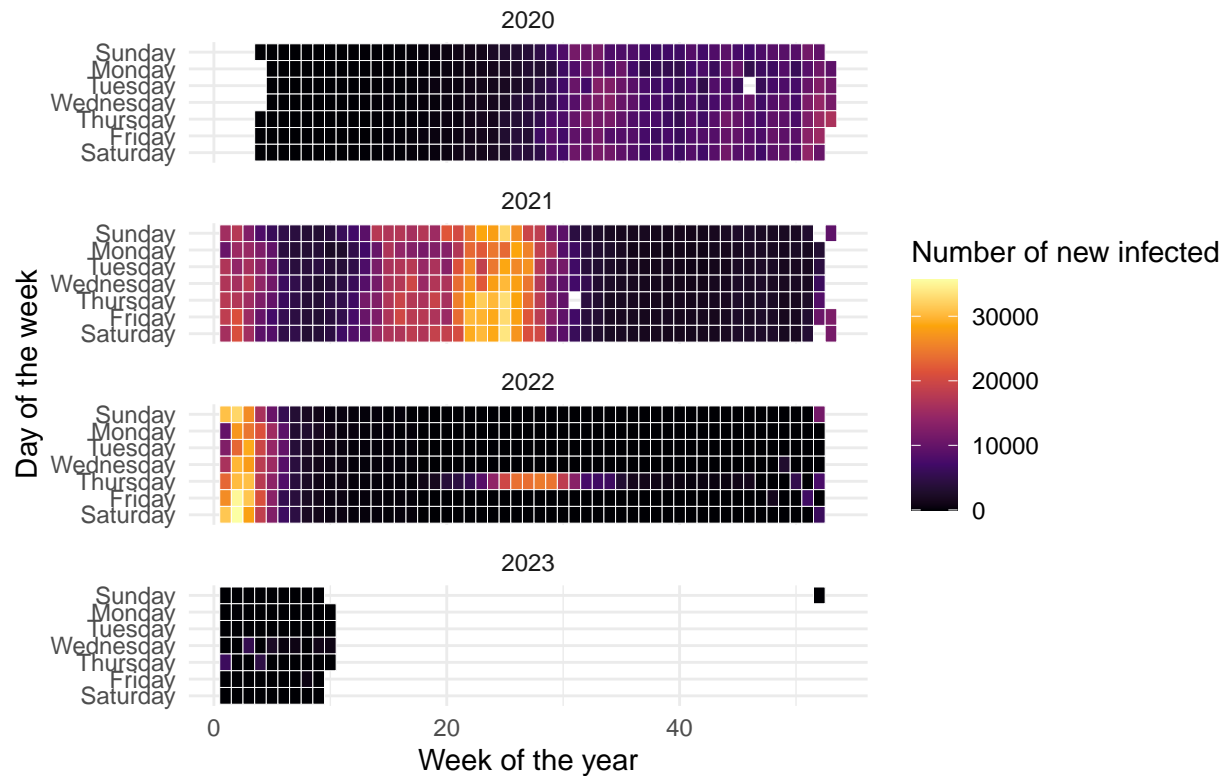 2020
Sunday
Monday
Tuesday
Wednesday
Thursday
Friday
Saturday
2021
Sunday
Monday
Tuesday
Wednesday
Thursday
Friday
Saturday
2022
Sunday
Monday
Tuesday
Wednesday
Thursday
Friday
Saturday
2023
Sunday
Monday
Tuesday
Wednesday
Thursday
Friday
Saturday
0 20 40
Week of the year
Day of the week
Number of new infected
30000
20000
10000
0